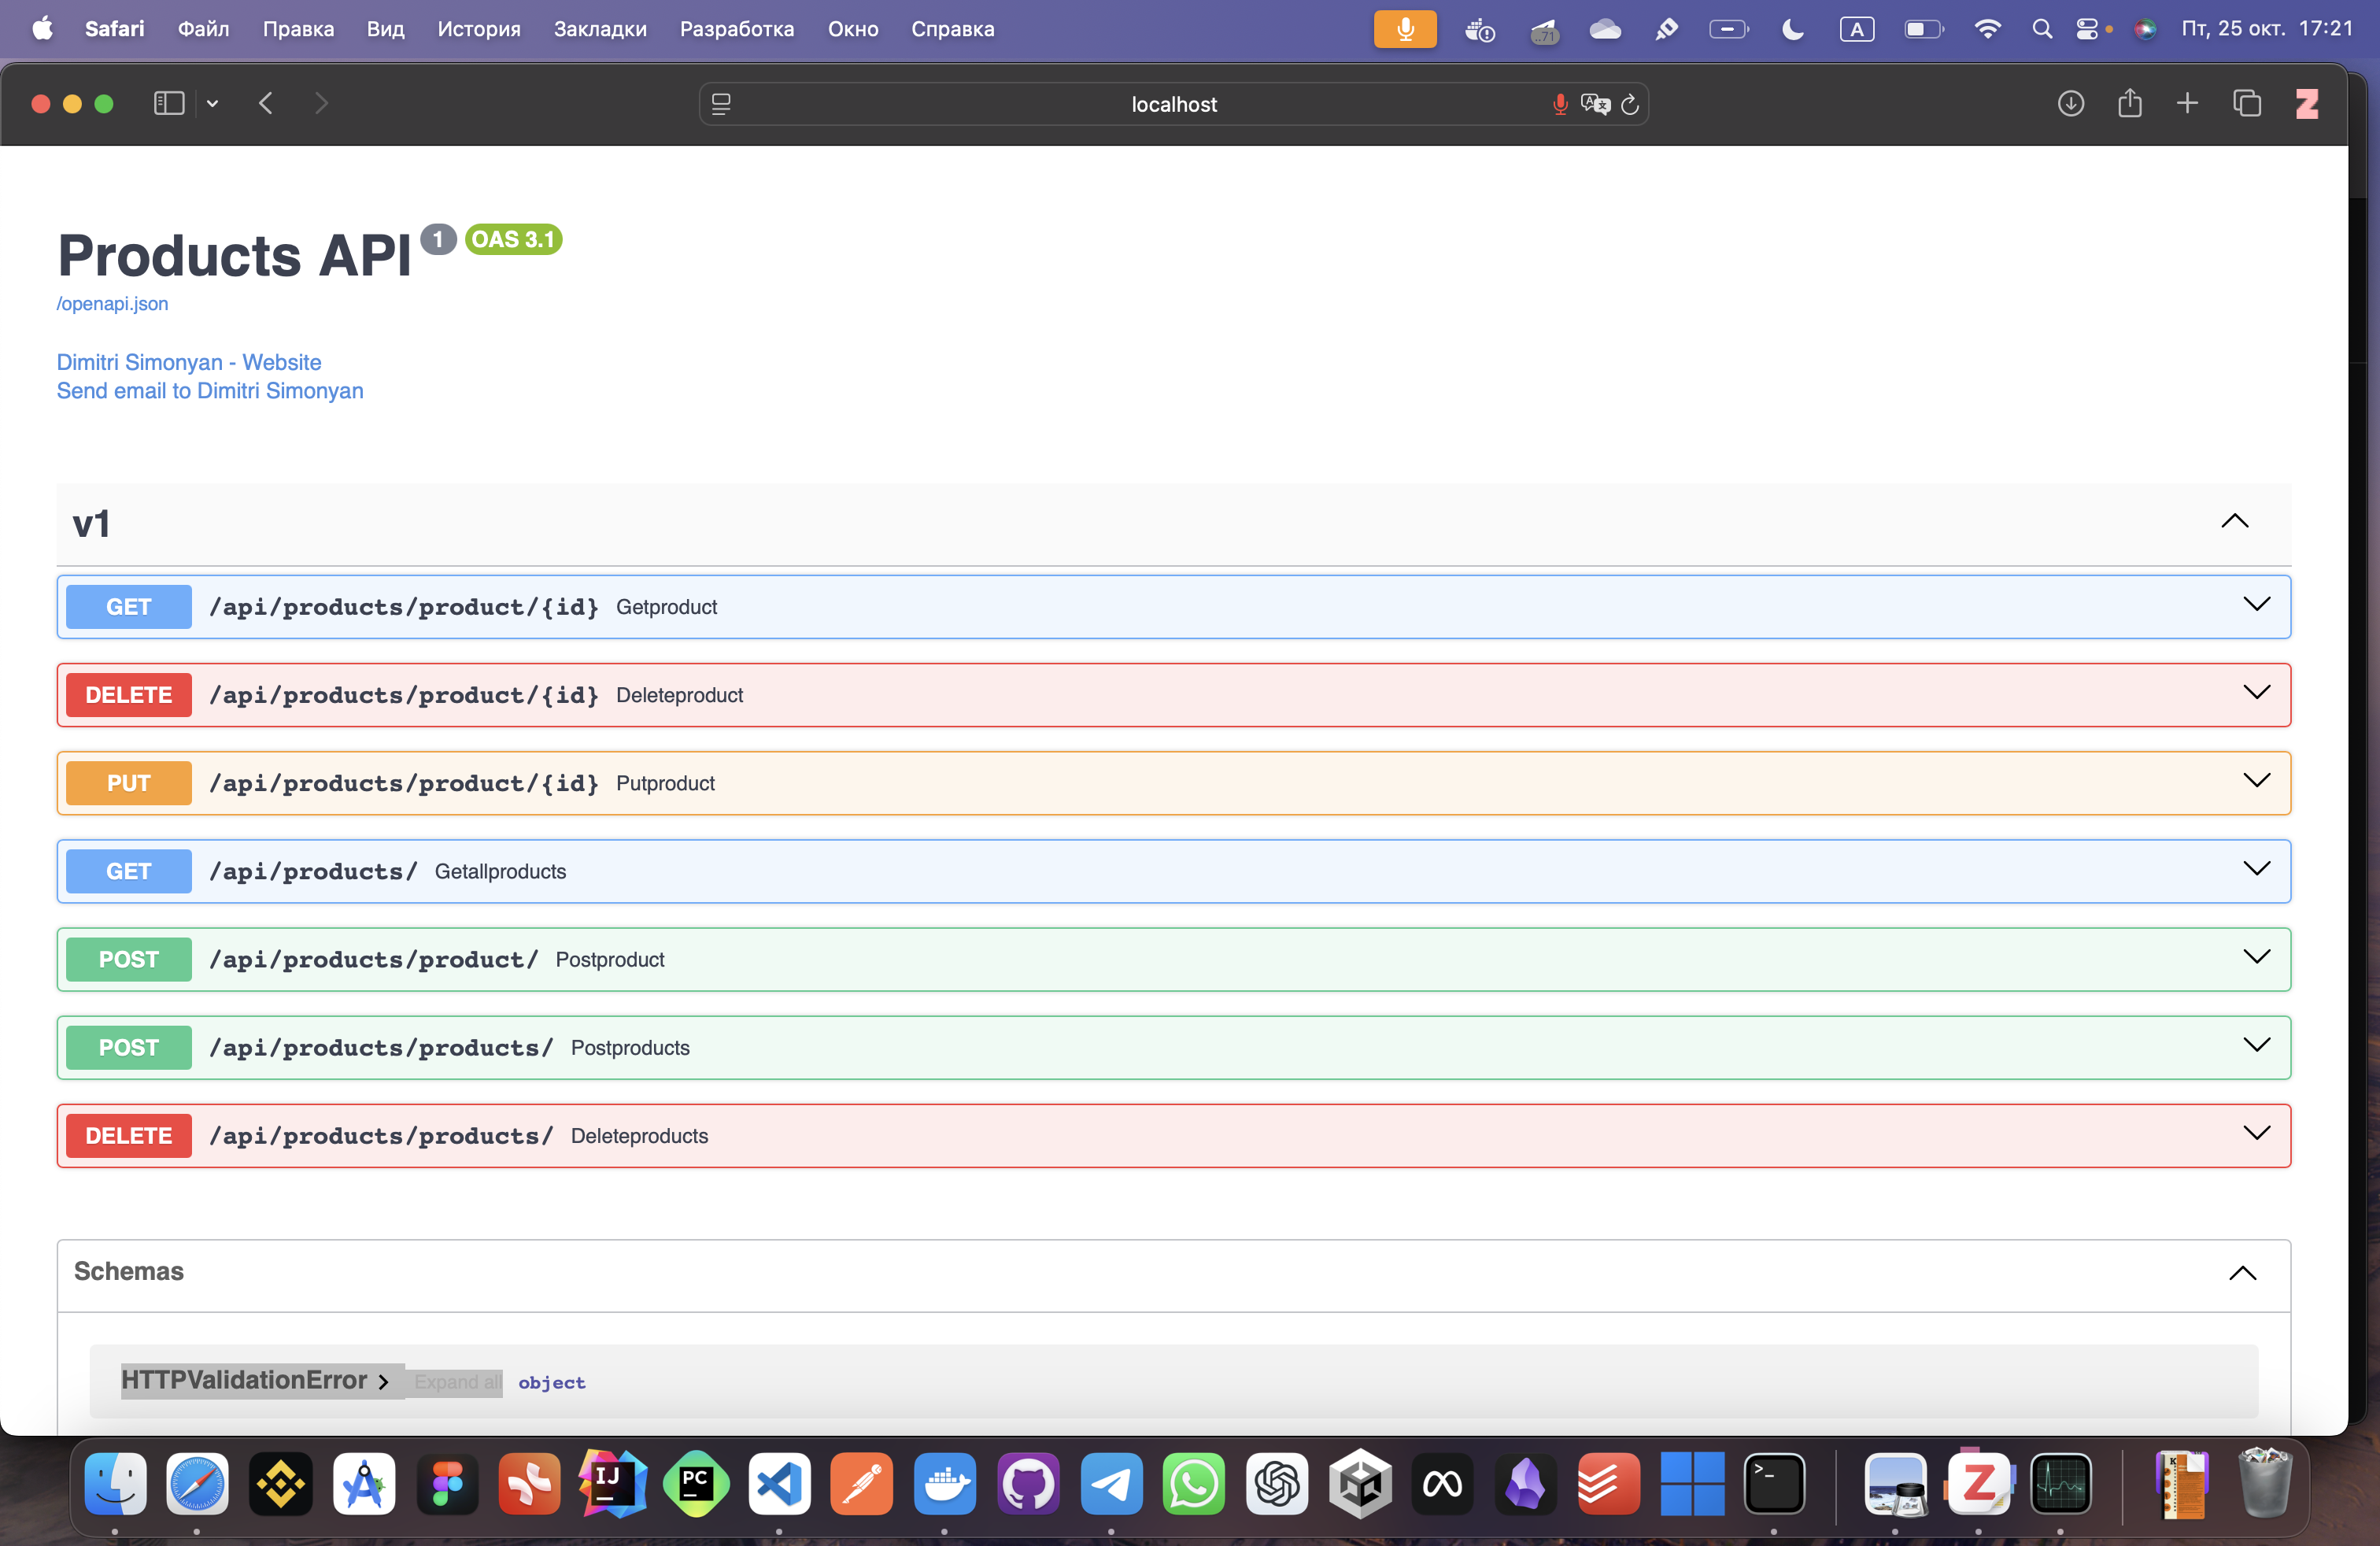 Safari Файл Правка Вид История Закладки Разработка Окно Справка ..71 A Пт, 25 окт. 17:21
localhost
Products API 1 OAS 3.1
/openapi.json
Dimitri Simonyan - Website
Send email to Dimitri Simonyan
v1
GET /api/products/product/{id} Getproduct
DELETE /api/products/product/{id} Deleteproduct
PUT /api/products/product/{id} Putproduct
GET /api/products/ Getallproducts
POST /api/products/product/ Postproduct
POST /api/products/products/ Postproducts
DELETE /api/products/products/ Deleteproducts
Schemas
HTTPValidationError Expand all object
IJ PC >_ Z